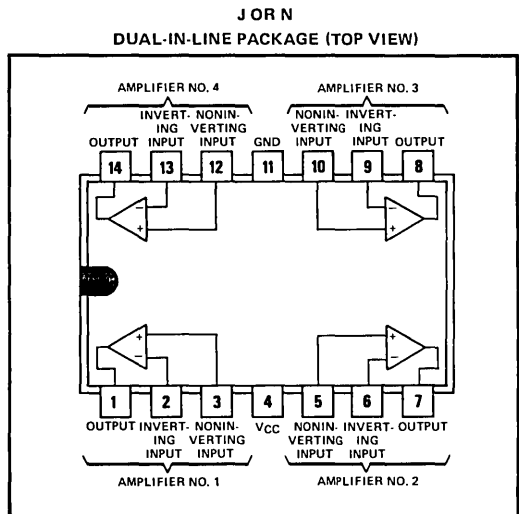 J OR N
DUAL-IN-LINE PACKAGE (TOP VIEW)
AMPLIFIER NO. 4 AMPLIFIER NO. 3
INVERT- NONIN- NONIN- INVERT-
ING VERTING VERTING ING
OUTPUT INPUT INPUT GND INPUT INPUT OUTPUT
14 13 12 11 10 9 8
- - 
+ +
+ +
- -
1 2 3 4 5 6 7
OUTPUT INVERT- NONIN- VCC NONIN- INVERT- OUTPUT
ING VERTING VERTING ING
INPUT INPUT INPUT INPUT
AMPLIFIER NO. 1 AMPLIFIER NO. 2